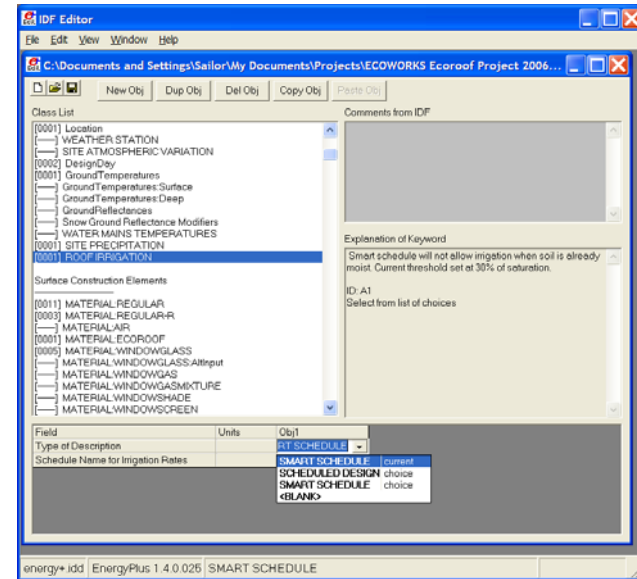 IDF Editor
File Edit View Window Help
C:\Documents and Settings\Sailor\My Documents\Projects\ECOWORKS Ecoroof Project 2006...
New Obj Dup Obj Del Obj Copy Obj Paste Obj
Class List
[0001] Location
[----] WEATHER STATION
[----] SITE ATMOSPHERIC VARIATION
[0002] DesignDay
[0001] GroundTemperatures
[----] GroundTemperatures:Surface
[----] GroundTemperatures:Deep
[----] GroundReflectances
[----] Snow Ground Reflectance Modifiers
[----] WATER MAINS TEMPERATURES
[0001] SITE PRECIPITATION
[0001] ROOF IRRIGATION
Surface Construction Elements
--------------------
[0011] MATERIAL:REGULAR
[0003] MATERIAL:REGULAR-R
[----] MATERIAL:AIR
[0001] MATERIAL:ECOROOF
[0005] MATERIAL:WINDOWGLASS
[----] MATERIAL:WINDOWGLASS:AltInput
[----] MATERIAL:WINDOWGAS
[----] MATERIAL:WINDOWGASMIXTURE
[----] MATERIAL:WINDOWSHADE
[----] MATERIAL:WINDOWSCREEN
Comments from IDF
Explanation of Keyword
Smart schedule will not allow irrigation when soil is already
moist. Current threshold set at 30% of saturation.
ID: A1
Select from list of choices
Field Units Obj1
Type of Description RT SCHEDULE
Schedule Name for Irrigation Rates
SMART SCHEDULE current
SCHEDULED DESIGN choice
SMART SCHEDULE choice
<BLANK>
energy+.idd EnergyPlus 1.4.0.025 SMART SCHEDULE